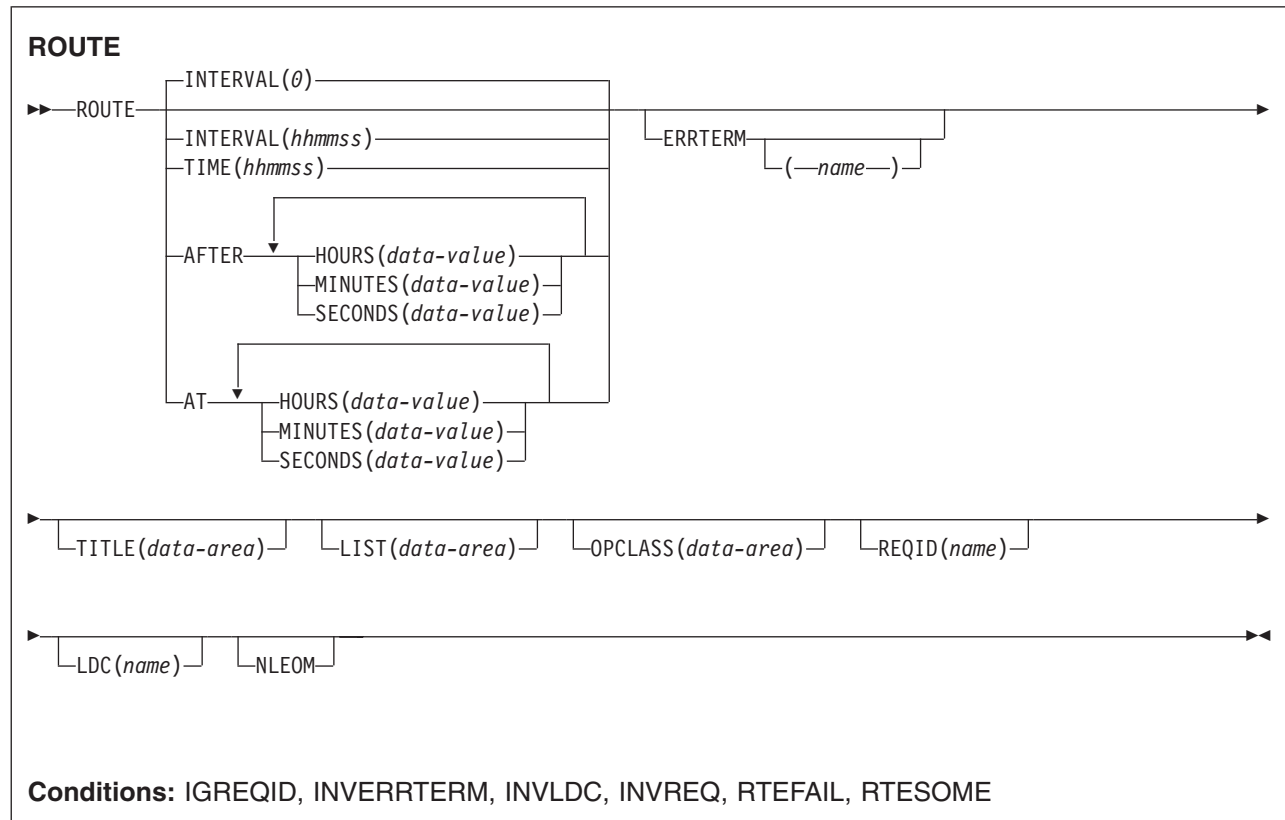 ROUTE
INTERVAL(0)
ROUTE
INTERVAL(hhmmss)
ERRTERM
TIME(hhmmss)
( name )
AFTER HOURS(data-value)
MINUTES(data-value)
SECONDS(data-value)
AT HOURS(data-value)
MINUTES(data-value)
SECONDS(data-value)
TITLE(data-area) LIST(data-area) OPCLASS(data-area) REQID(name)
LDC(name) NLEOM
Conditions: IGREQID, INVERRTERM, INVLDC, INVREQ, RTEFAIL, RTESOME